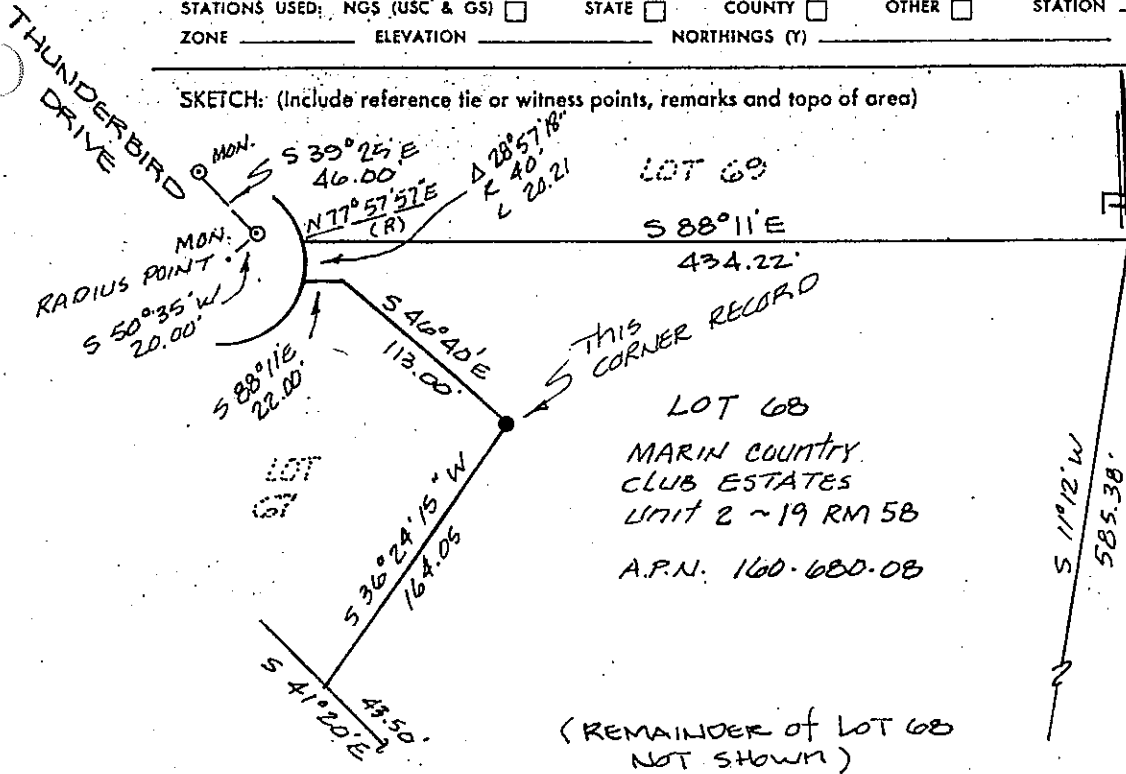 STATIONS USED: NGS (USC & GS) □ STATE □ COUNTY □ OTHER □ STATION
ZONE ELEVATION NORTHINGS (Y)
SKETCH: (Include reference tie or witness points, remarks and topo of area)
THUNDERBIRD
DRIVE
MON.
S 39°25' E
46.00'
N 77°57'57" E
(R)
Δ 28°57'18"
R 40'
L 20.21
LOT 69
S 88°11' E
434.22'
MON.
RADIUS POINT
S 50°35' W
20.00'
S 88°11' E
22.00'
S 46°40' E
113.00'
THIS
CORNER RECORD
LOT 68
MARIN COUNTRY
CLUB ESTATES
UNIT 2 ~ 19 RM 58
A.P.N. 160-680-08
LOT
67
S 36°24'15" W
164.05
S 11°12' W
585.38'
S 41°20' E
43.50'
(REMAINDER of LOT 68
NOT SHOWN)